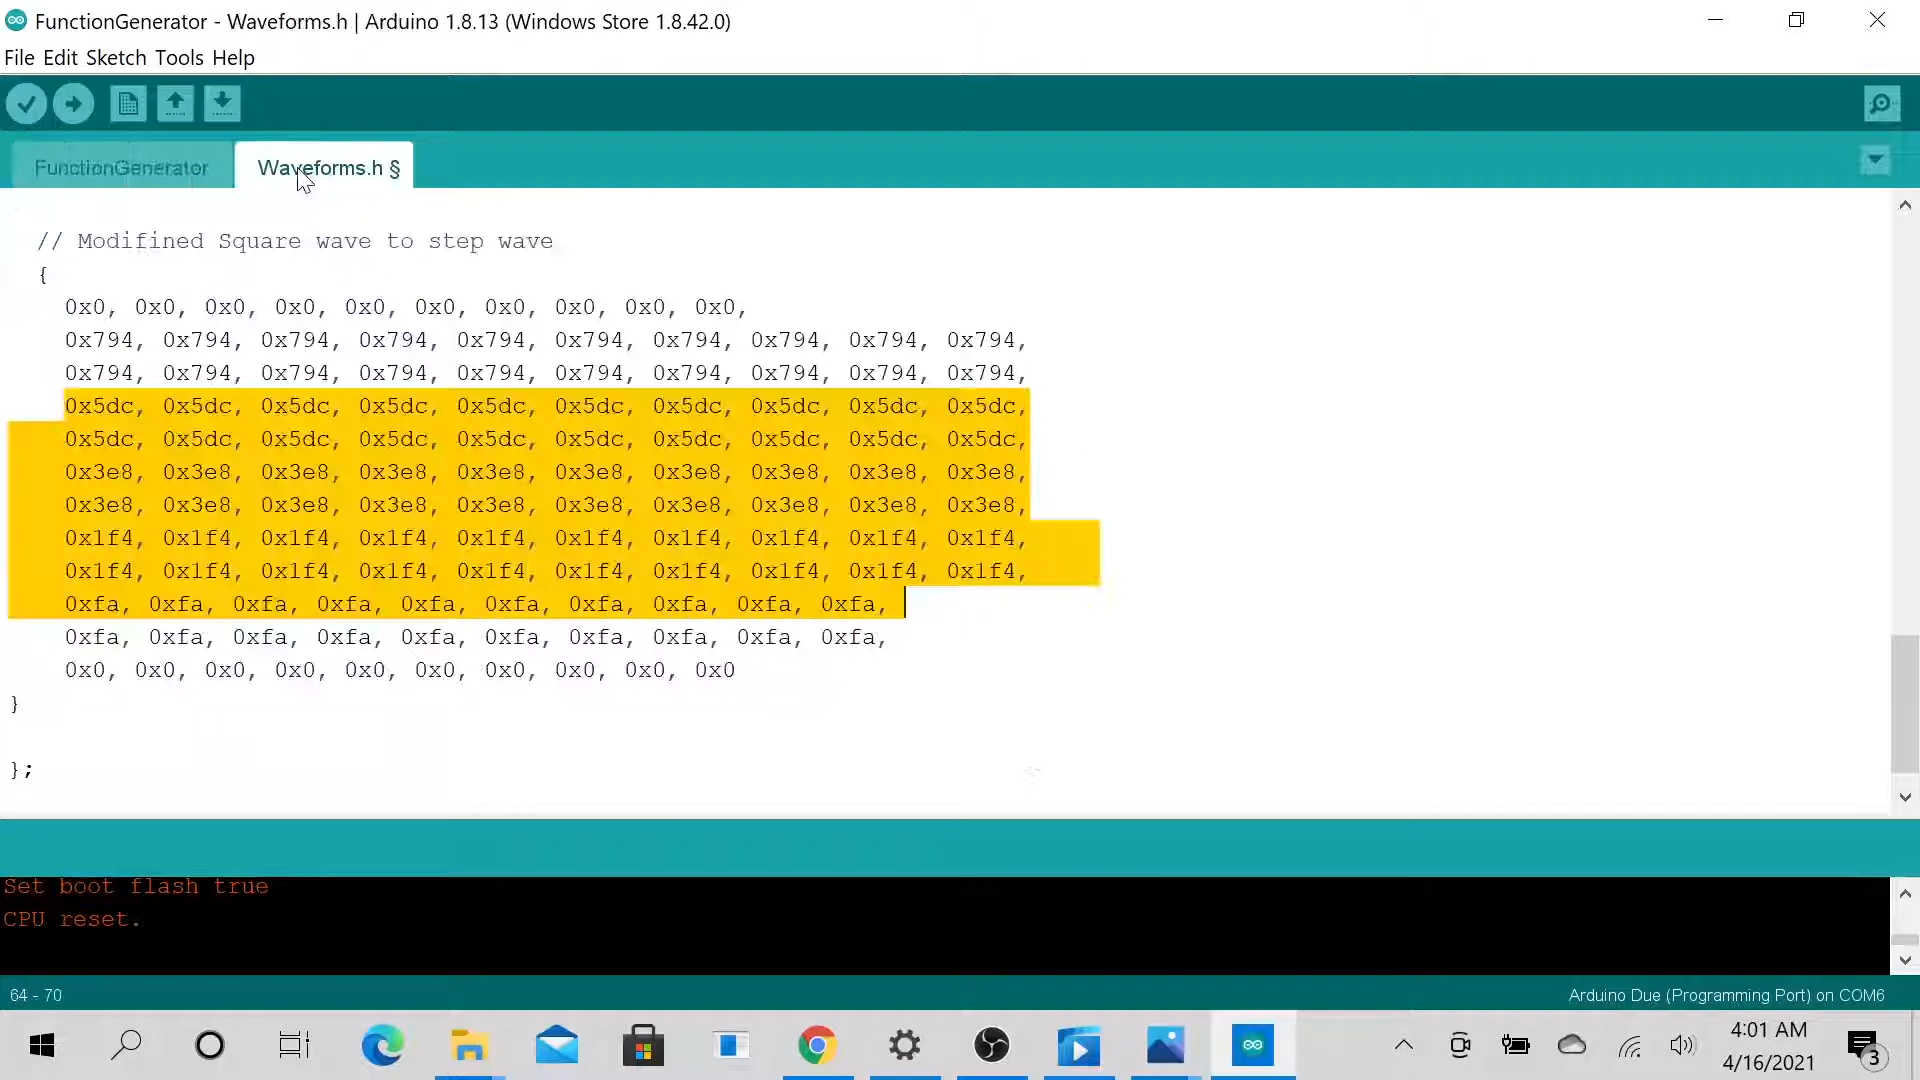 FunctionGenerator - Waveforms.h | Arduino 1.8.13 (Windows Store 1.8.42.0)
File Edit Sketch Tools Help
FunctionGenerator
Waveforms.h §
// Modifined Square wave to step wave
{
0x0, 0x0, 0x0, 0x0, 0x0, 0x0, 0x0, 0x0, 0x0, 0x0,
0x794, 0x794, 0x794, 0x794, 0x794, 0x794, 0x794, 0x794, 0x794, 0x794,
0x794, 0x794, 0x794, 0x794, 0x794, 0x794, 0x794, 0x794, 0x794, 0x794,
0x5dc, 0x5dc, 0x5dc, 0x5dc, 0x5dc, 0x5dc, 0x5dc, 0x5dc, 0x5dc, 0x5dc,
0x5dc, 0x5dc, 0x5dc, 0x5dc, 0x5dc, 0x5dc, 0x5dc, 0x5dc, 0x5dc, 0x5dc,
0x3e8, 0x3e8, 0x3e8, 0x3e8, 0x3e8, 0x3e8, 0x3e8, 0x3e8, 0x3e8, 0x3e8,
0x3e8, 0x3e8, 0x3e8, 0x3e8, 0x3e8, 0x3e8, 0x3e8, 0x3e8, 0x3e8, 0x3e8,
0x1f4, 0x1f4, 0x1f4, 0x1f4, 0x1f4, 0x1f4, 0x1f4, 0x1f4, 0x1f4, 0x1f4,
0x1f4, 0x1f4, 0x1f4, 0x1f4, 0x1f4, 0x1f4, 0x1f4, 0x1f4, 0x1f4, 0x1f4,
0xfa, 0xfa, 0xfa, 0xfa, 0xfa, 0xfa, 0xfa, 0xfa, 0xfa, 0xfa,
0xfa, 0xfa, 0xfa, 0xfa, 0xfa, 0xfa, 0xfa, 0xfa, 0xfa, 0xfa,
0x0, 0x0, 0x0, 0x0, 0x0, 0x0, 0x0, 0x0, 0x0, 0x0
}
};
Set boot flash true
CPU reset.
64 - 70
Arduino Due (Programming Port) on COM6
4:01 AM
4/16/2021
3